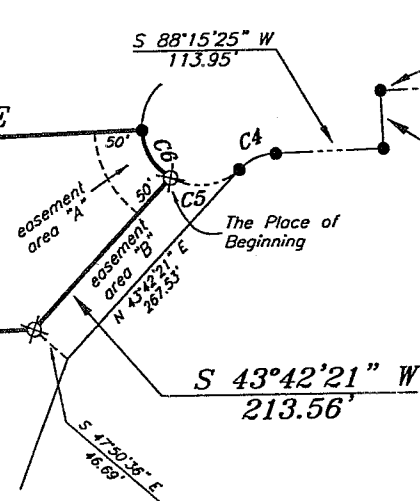 S 88°15'25" W
113.95'
E
50'
C6
C4
50'
C5
easement
area "A"
The Place of
Beginning
easement
area "B"
N 43°42'21" E
267.53'
S 43°42'21" W
213.56'
S 47°50'36" E
46.69'